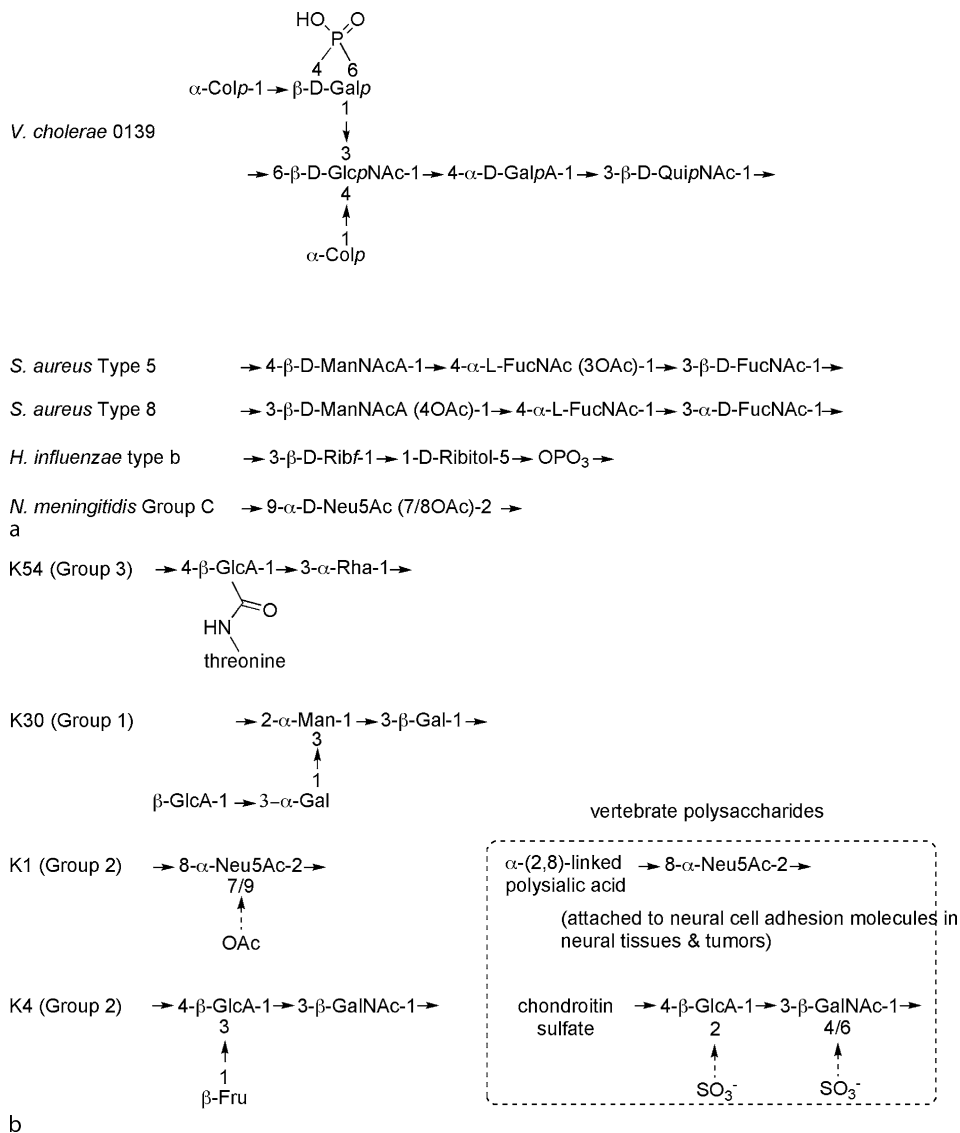 HO O
P
4 6
α-Colp-1→β-D-Galp
1
V. cholerae 0139
3
→6-β-D-GlcpNAc-1→4-α-D-GalpA-1→3-β-D-QuipNAc-1→
4
1
α-Colp
S. aureus Type 5 →4-β-D-ManNAcA-1→4-α-L-FucNAc (3OAc)-1→3-β-D-FucNAc-1→
S. aureus Type 8 →3-β-D-ManNAcA (4OAc)-1→4-α-L-FucNAc-1→3-α-D-FucNAc-1→
H. influenzae type b →3-β-D-Ribf-1→1-D-Ribitol-5→OPO₃→
N. meningitidis Group C →9-α-D-Neu5Ac (7/8OAc)-2→
a
K54 (Group 3) →4-β-GlcA-1→3-α-Rha-1→
O
HN
threonine
K30 (Group 1) →2-α-Man-1→3-β-Gal-1→
3
1
β-GlcA-1→3-α-Gal
vertebrate polysaccharides
K1 (Group 2) →8-α-Neu5Ac-2→
7/9
OAc
α-(2,8)-linked →8-α-Neu5Ac-2→
polysialic acid
(attached to neural cell adhesion molecules in
neural tissues & tumors)
K4 (Group 2) →4-β-GlcA-1→3-β-GalNAc-1→
3
1
β-Fru
chondroitin →4-β-GlcA-1→3-β-GalNAc-1→
sulfate 2 4/6
SO₃⁻ SO₃⁻
b